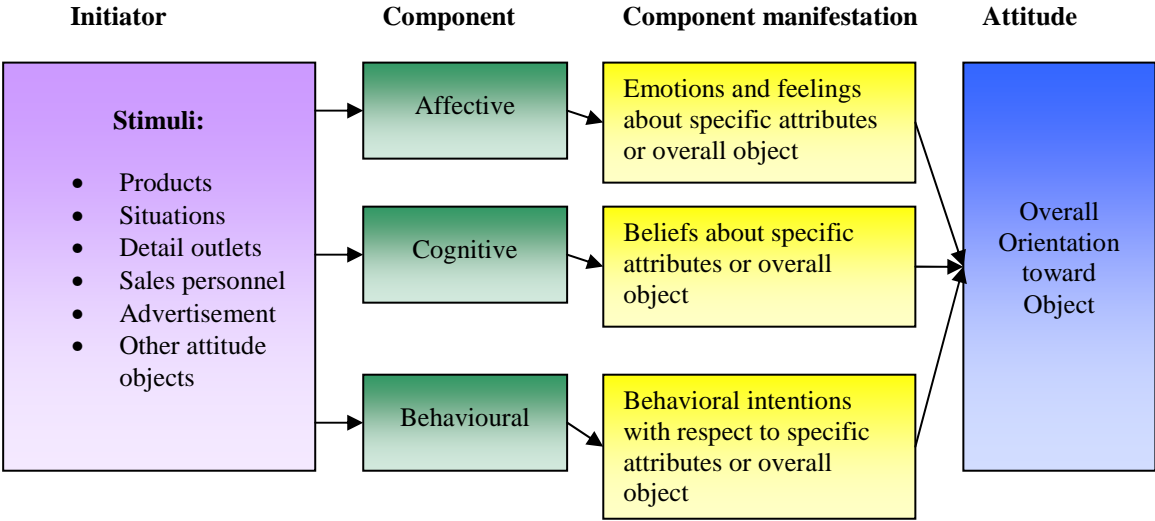 Initiator
Component
Component manifestation
Attitude
Stimuli:
• Products
• Situations
• Detail outlets
• Sales personnel
• Advertisement
• Other attitude
objects
Affective
Emotions and feelings
about specific attributes
or overall object
Cognitive
Beliefs about specific
attributes or overall
object
Behavioural
Behavioral intentions
with respect to specific
attributes or overall
object
Overall
Orientation
toward
Object